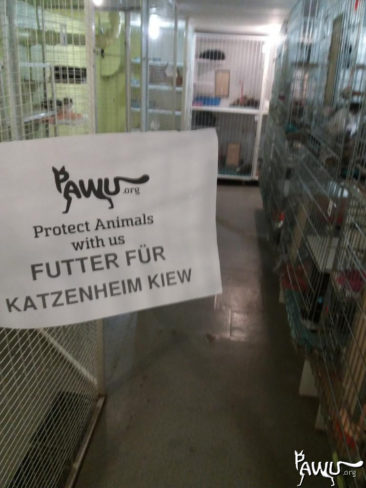 PAWU.org
Protect Animals
with us
FUTTER FÜR
KATZENHEIM KIEW
PAWU.org